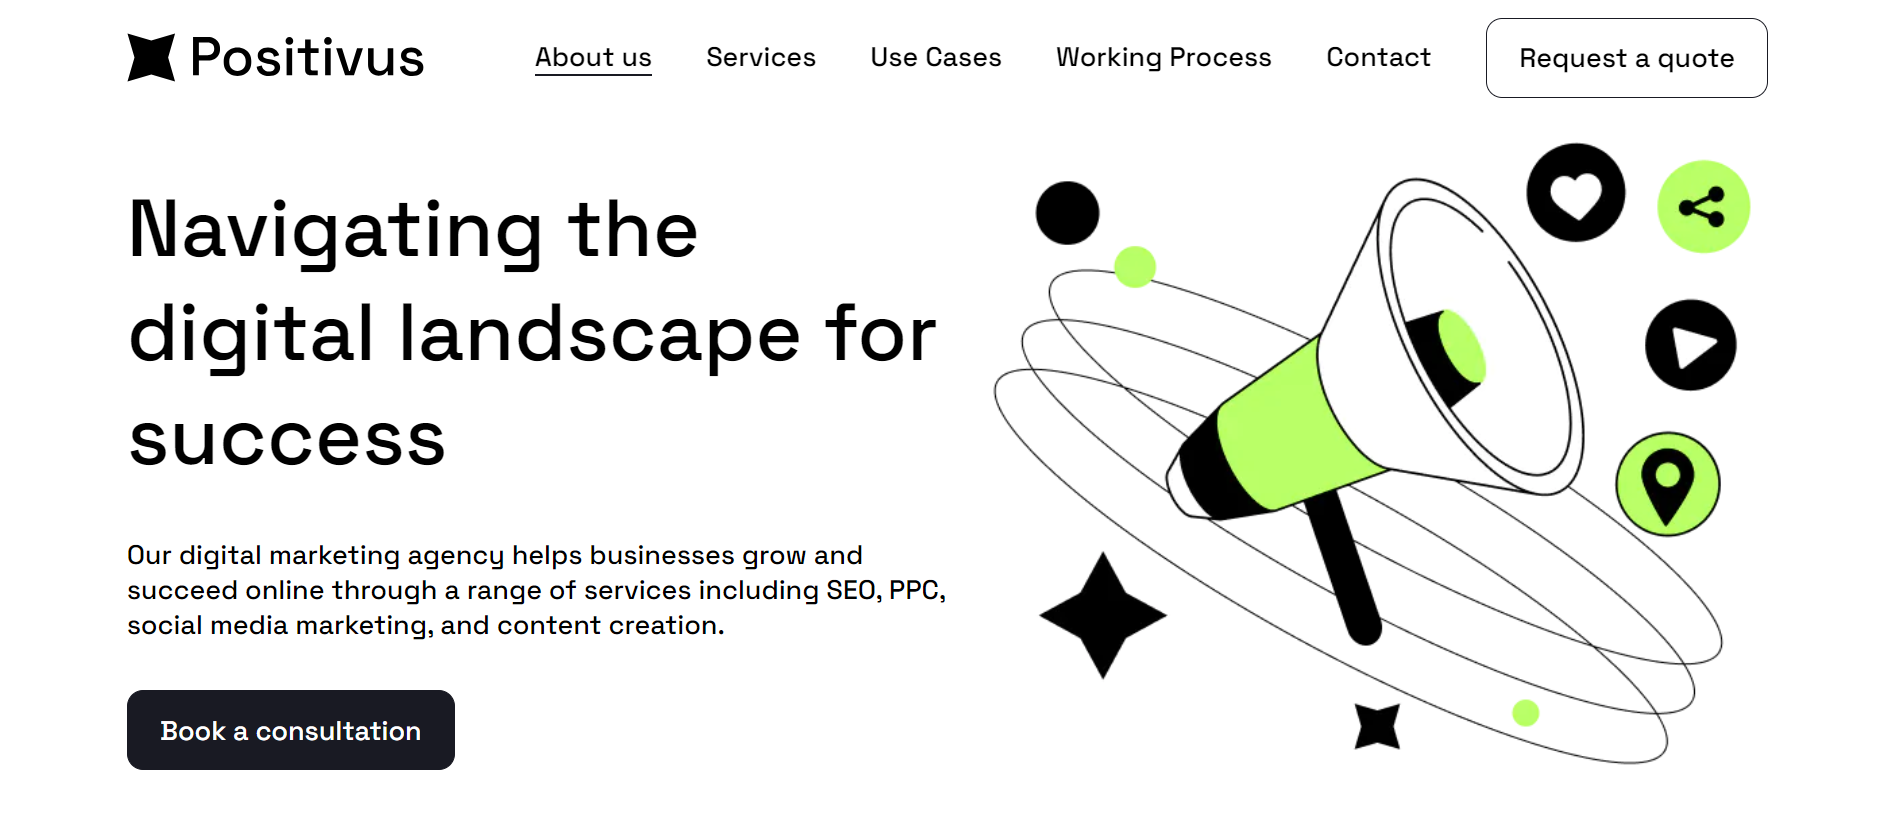 Positivus
About us
Services
Use Cases
Working Process
Contact
Request a quote
Navigating the
digital landscape for
success
Our digital marketing agency helps businesses grow and
succeed online through a range of services including SEO, PPC,
social media marketing, and content creation.
Book a consultation